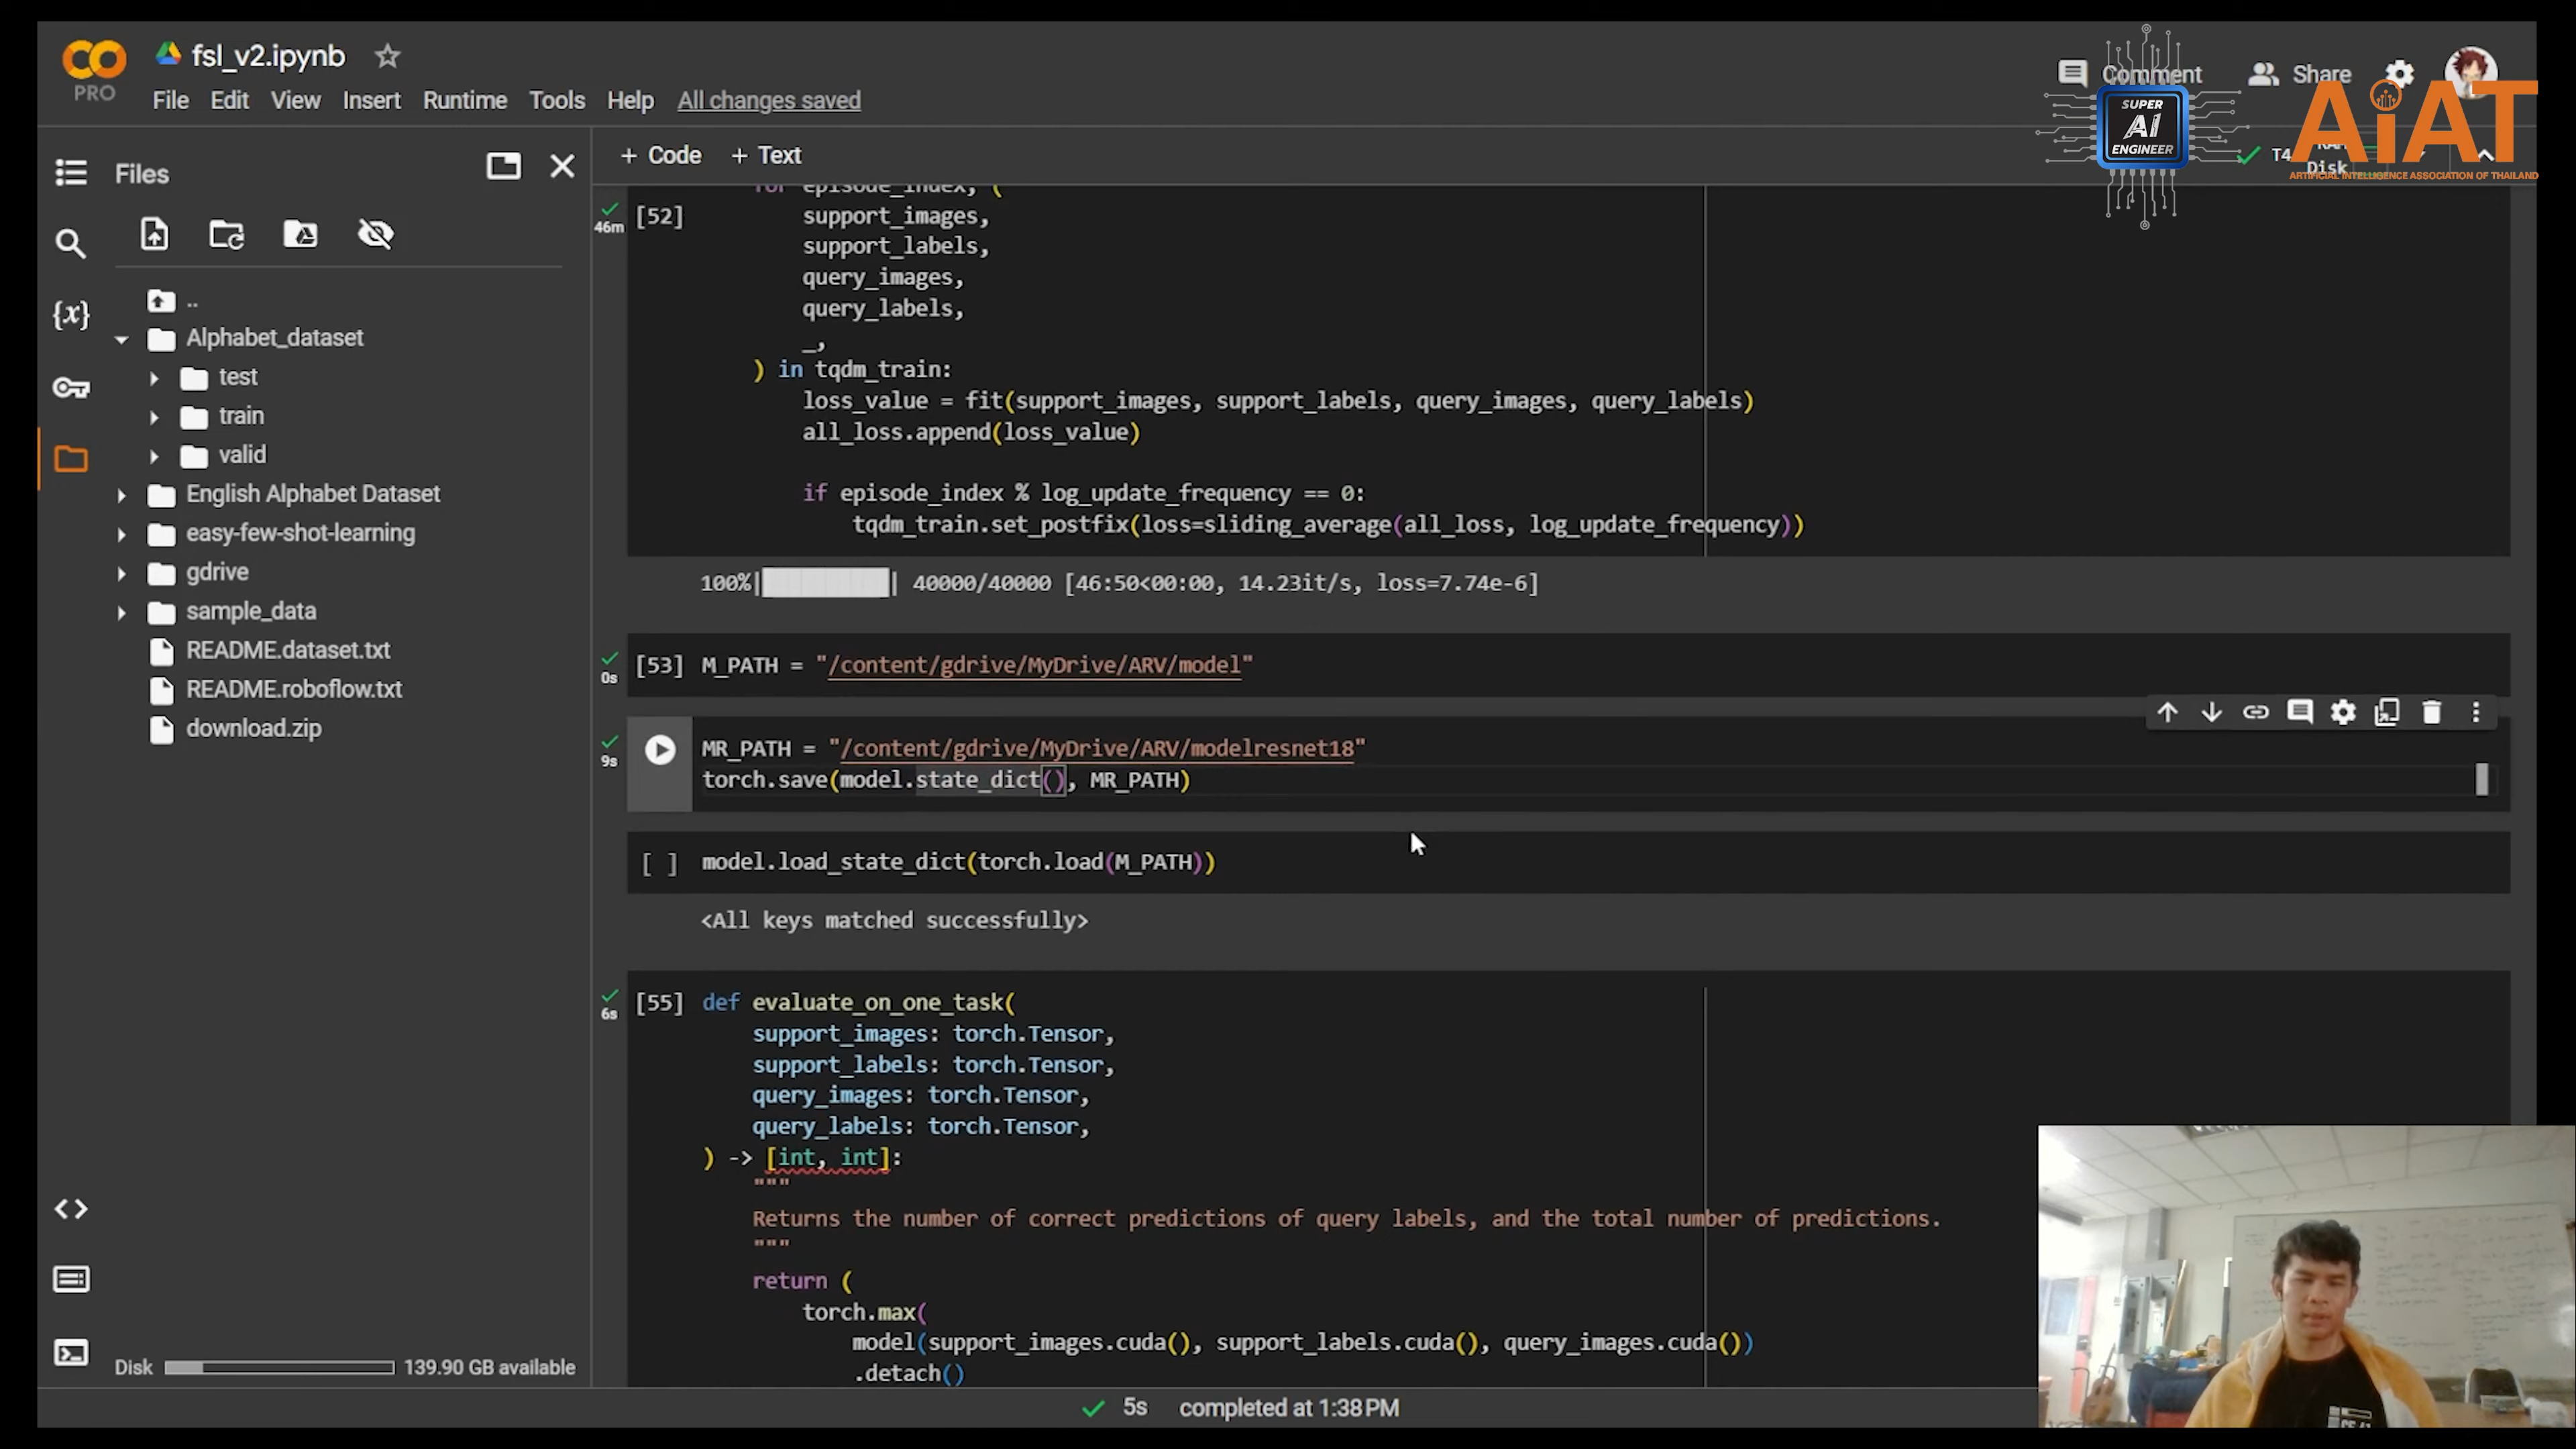 CO
PRO
fsl_v2.ipynb
File Edit View Insert Runtime Tools Help All changes saved
Comment
Share
SUPER
AI
ENGINEER
AiAT
ARTIFICIAL INTELLIGENCE ASSOCIATION OF THAILAND
T4
Disk
+ Code + Text
Files
..
Alphabet_dataset
test
train
valid
English Alphabet Dataset
easy-few-shot-learning
gdrive
sample_data
README.dataset.txt
README.roboflow.txt
download.zip
{x}
Disk 139.90 GB available
for episode_index, (
46m [52] support_images,
support_labels,
query_images,
query_labels,
_,
) in tqdm_train:
loss_value = fit(support_images, support_labels, query_images, query_labels)
all_loss.append(loss_value)
if episode_index % log_update_frequency == 0:
tqdm_train.set_postfix(loss=sliding_average(all_loss, log_update_frequency))
100%| | 40000/40000 [46:50<00:00, 14.23it/s, loss=7.74e-6]
0s [53] M_PATH = "/content/gdrive/MyDrive/ARV/model"
9s MR_PATH = "/content/gdrive/MyDrive/ARV/modelresnet18"
torch.save(model.state_dict(), MR_PATH)
[ ] model.load_state_dict(torch.load(M_PATH))
<All keys matched successfully>
6s [55] def evaluate_on_one_task(
support_images: torch.Tensor,
support_labels: torch.Tensor,
query_images: torch.Tensor,
query_labels: torch.Tensor,
) -> [int, int]:
"""
Returns the number of correct predictions of query labels, and the total number of predictions.
"""
return (
torch.max(
model(support_images.cuda(), support_labels.cuda(), query_images.cuda())
.detach()
5s completed at 1:38 PM